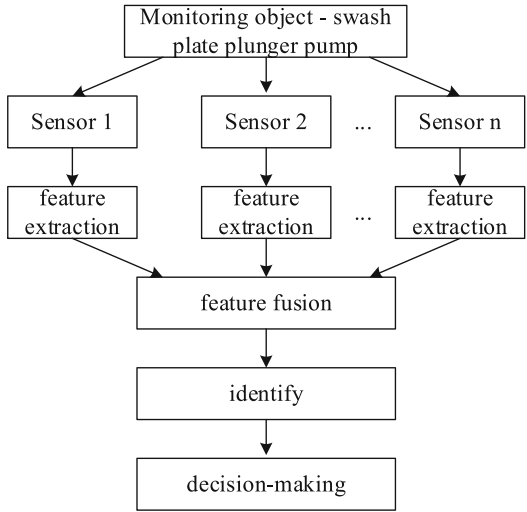 Monitoring object - swash
plate plunger pump
Sensor 1
Sensor 2
...
Sensor n
feature
extraction
feature
extraction
...
feature
extraction
feature fusion
identify
decision-making